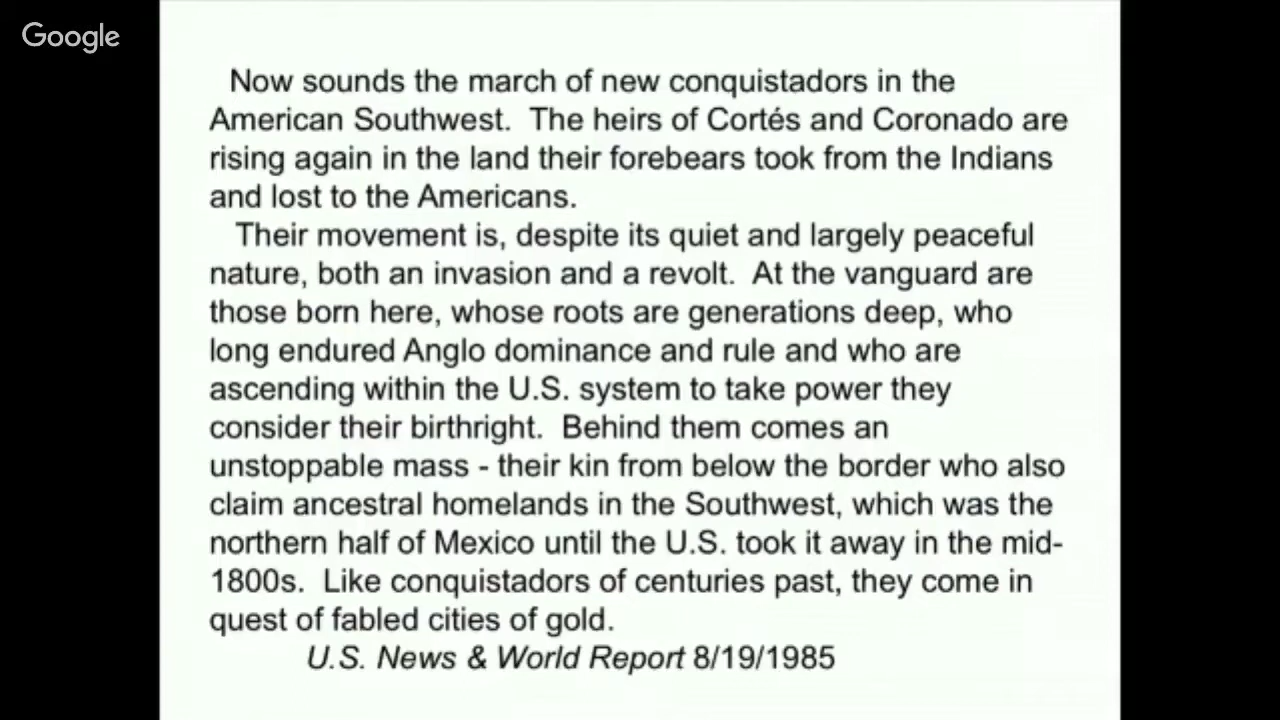 Google
Now sounds the march of new conquistadors in the
American Southwest.  The heirs of Cortés and Coronado are
rising again in the land their forebears took from the Indians
and lost to the Americans.
Their movement is, despite its quiet and largely peaceful
nature, both an invasion and a revolt.  At the vanguard are
those born here, whose roots are generations deep, who
long endured Anglo dominance and rule and who are
ascending within the U.S. system to take power they
consider their birthright.  Behind them comes an
unstoppable mass - their kin from below the border who also
claim ancestral homelands in the Southwest, which was the
northern half of Mexico until the U.S. took it away in the mid-
1800s.  Like conquistadors of centuries past, they come in
quest of fabled cities of gold.
U.S. News & World Report 8/19/1985